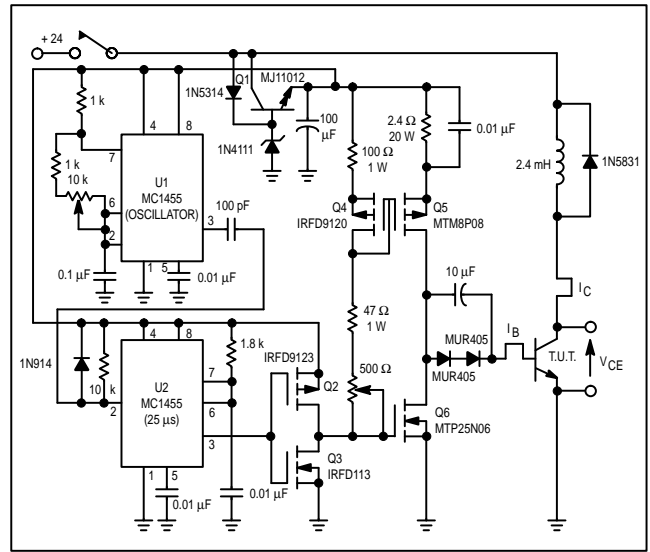 + 24
Q1
MJ11012
1N5314
1N4111
100
µF
1 k
1 k
10 k
7
4
8
U1
MC1455
(OSCILLATOR)
6
2
3
1
5
100 pF
0.1 µF
0.01 µF
2.4 Ω
20 W
0.01 µF
100 Ω
1 W
Q4
IRFD9120
Q5
MTM8P08
2.4 mH
1N5831
10 µF
47 Ω
1 W
MUR405
MUR405
IB
IC
T.U.T.
VCE
1N914
10 k
4
8
1.8 k
U2
MC1455
(25 µs)
7
6
2
3
1
5
0.01 µF
0.01 µF
IRFD9123
Q2
Q3
IRFD113
500 Ω
Q6
MTP25N06